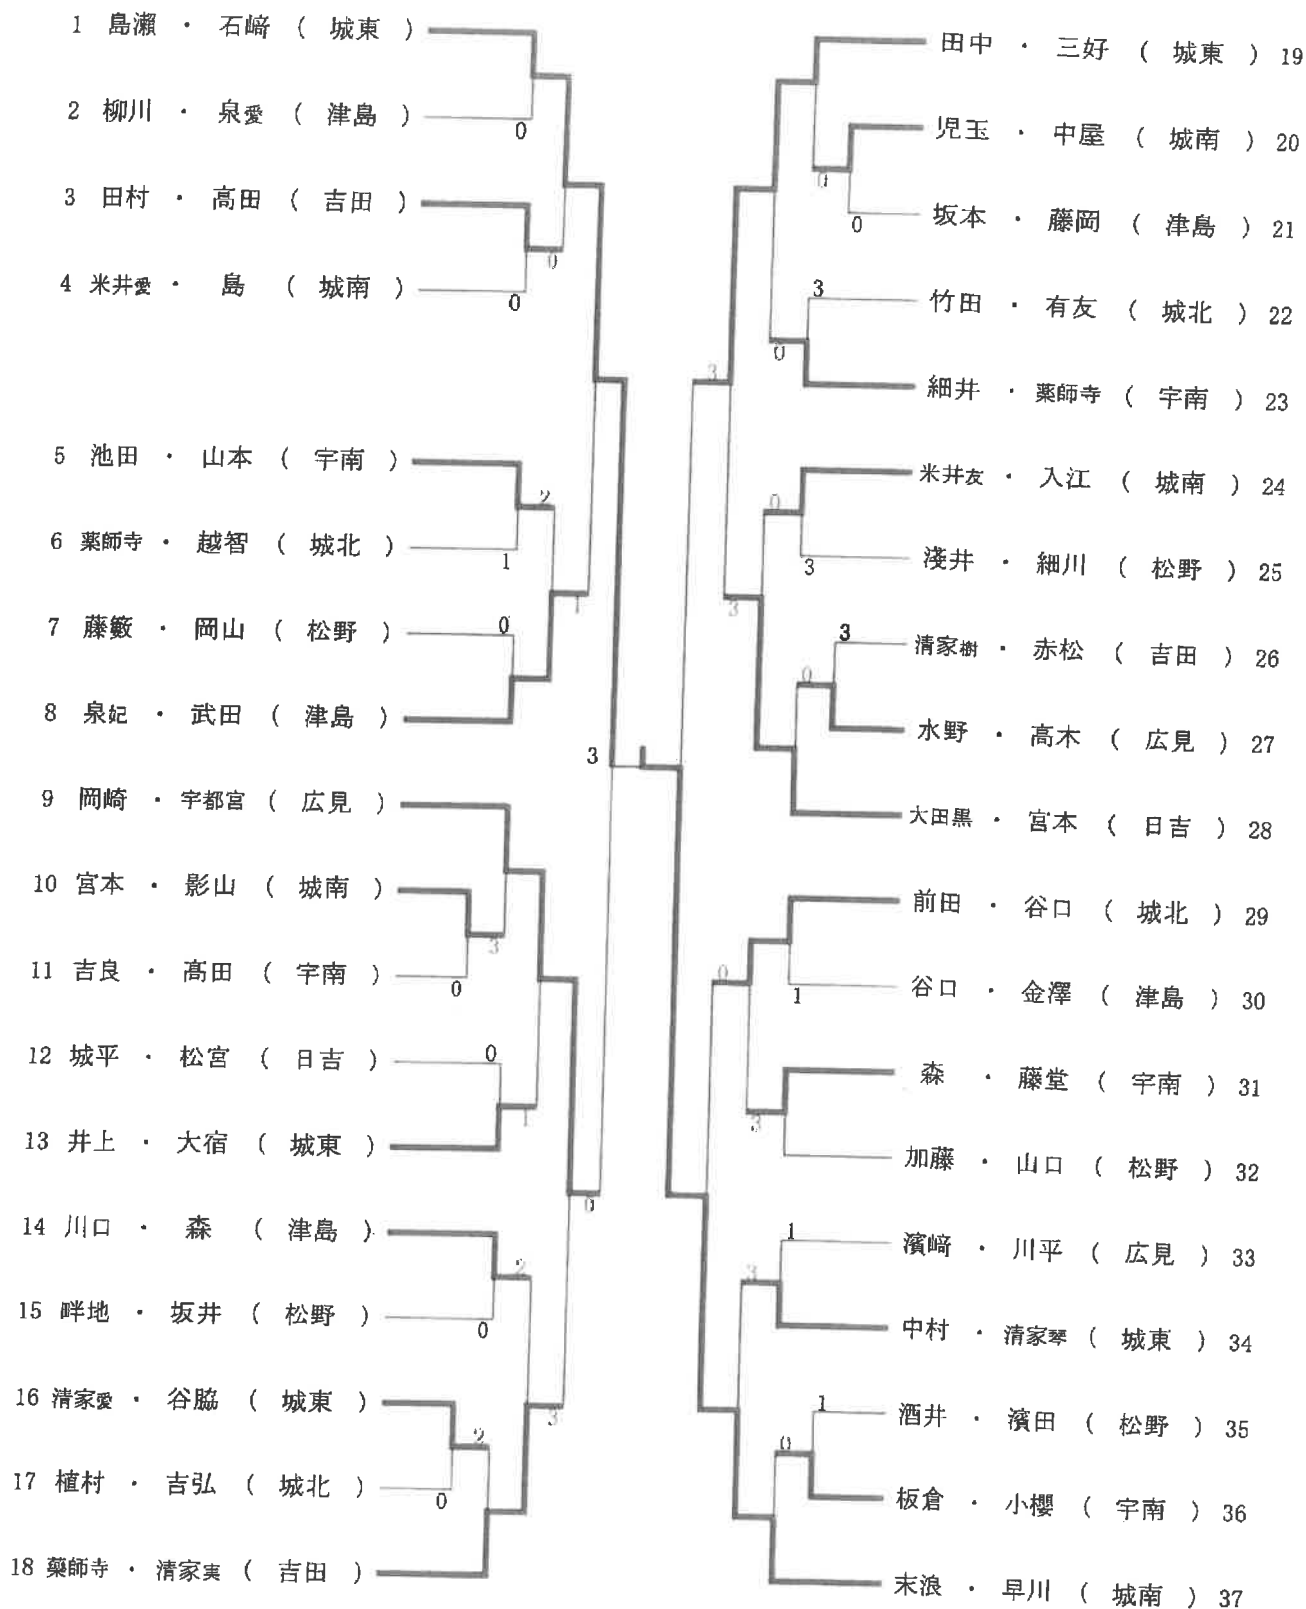 1 島瀬 ・ 石﨑 ( 城東 )
2 柳川 ・ 泉愛 ( 津島 )
0
3 田村 ・ 高田 ( 吉田 )
0
4 米井愛 ・ 島 ( 城南 )
0
5 池田 ・ 山本 ( 宇南 )
2
6 薬師寺 ・ 越智 ( 城北 )
1
1
7 藤籔 ・ 岡山 ( 松野 )
0
8 泉妃 ・ 武田 ( 津島 )
3
9 岡崎 ・ 宇都宮 ( 広見 )
10 宮本 ・ 影山 ( 城南 )
3
11 吉良 ・ 髙田 ( 宇南 )
0
12 城平 ・ 松宮 ( 日吉 )
0
1
13 井上 ・ 大宿 ( 城東 )
0
14 川口 ・ 森 ( 津島 )
2
15 畔地 ・ 坂井 ( 松野 )
0
16 清家愛 ・ 谷脇 ( 城東 )
3
2
17 植村 ・ 吉弘 ( 城北 )
0
18 薬師寺 ・ 清家実 ( 吉田 )
田中 ・ 三好 ( 城東 ) 19
児玉 ・ 中屋 ( 城南 ) 20
0
坂本 ・ 藤岡 ( 津島 ) 21
0
竹田 ・ 有友 ( 城北 ) 22
3
0
細井 ・ 薬師寺 ( 宇南 ) 23
3
米井友 ・ 入江 ( 城南 ) 24
0
淺井 ・ 細川 ( 松野 ) 25
3
3
清家樹 ・ 赤松 ( 吉田 ) 26
3
0
水野 ・ 高木 ( 広見 ) 27
大田黒 ・ 宮本 ( 日吉 ) 28
前田 ・ 谷口 ( 城北 ) 29
0
谷口 ・ 金澤 ( 津島 ) 30
1
森 ・ 藤堂 ( 宇南 ) 31
3
加藤 ・ 山口 ( 松野 ) 32
濱﨑 ・ 川平 ( 広見 ) 33
1
3
中村 ・ 清家琴 ( 城東 ) 34
酒井 ・ 濱田 ( 松野 ) 35
1
0
板倉 ・ 小櫻 ( 宇南 ) 36
末浪 ・ 早川 ( 城南 ) 37